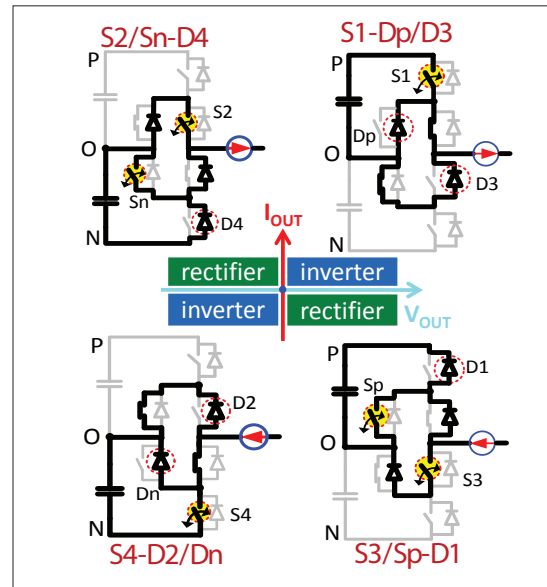 S2/Sn-D4
S1-Dp/D3
P
S2
O
Sn
D4
N
P
S1
Dp
O
D3
N
IOUT
rectifier
inverter
inverter
rectifier
VOUT
P
D2
O
Dn
S4
N
P
D1
Sp
O
S3
N
S4-D2/Dn
S3/Sp-D1